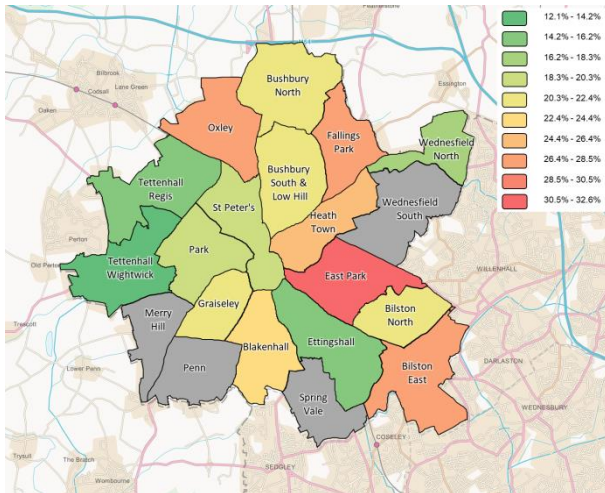 12.1% - 14.2%
14.2% - 16.2%
16.2% - 18.3%
18.3% - 20.3%
20.3% - 22.4%
22.4% - 24.4%
24.4% - 26.4%
26.4% - 28.5%
28.5% - 30.5%
30.5% - 32.6%
Bilbrook
Codsall
Lane Green
Oaken
Essington
Bushbury
North
Oxley
Fallings
Park
Wednesfield
North
Tettenhall
Regis
Bushbury
South &
Low Hill
St Peter's
Wednesfield
South
Heath
Town
Perton
Old Perton
Tettenhall
Wightwick
Park
East Park
WILLENHALL
Trescott
Merry
Hill
Graiseley
Bilston
North
Blakenhall
Ettingshall
DARLASTON
Lower Penn
Penn
Bilston
East
Spring
Vale
WEDNESBURY
COSELEY
Trysull
The Bratch
Wombourne
SEDGLEY